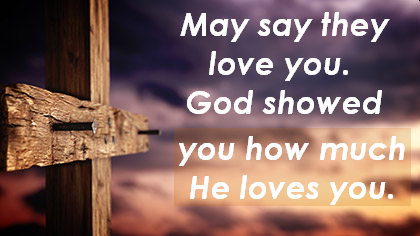 May say they
love you.
God showed
you how much
He loves you.